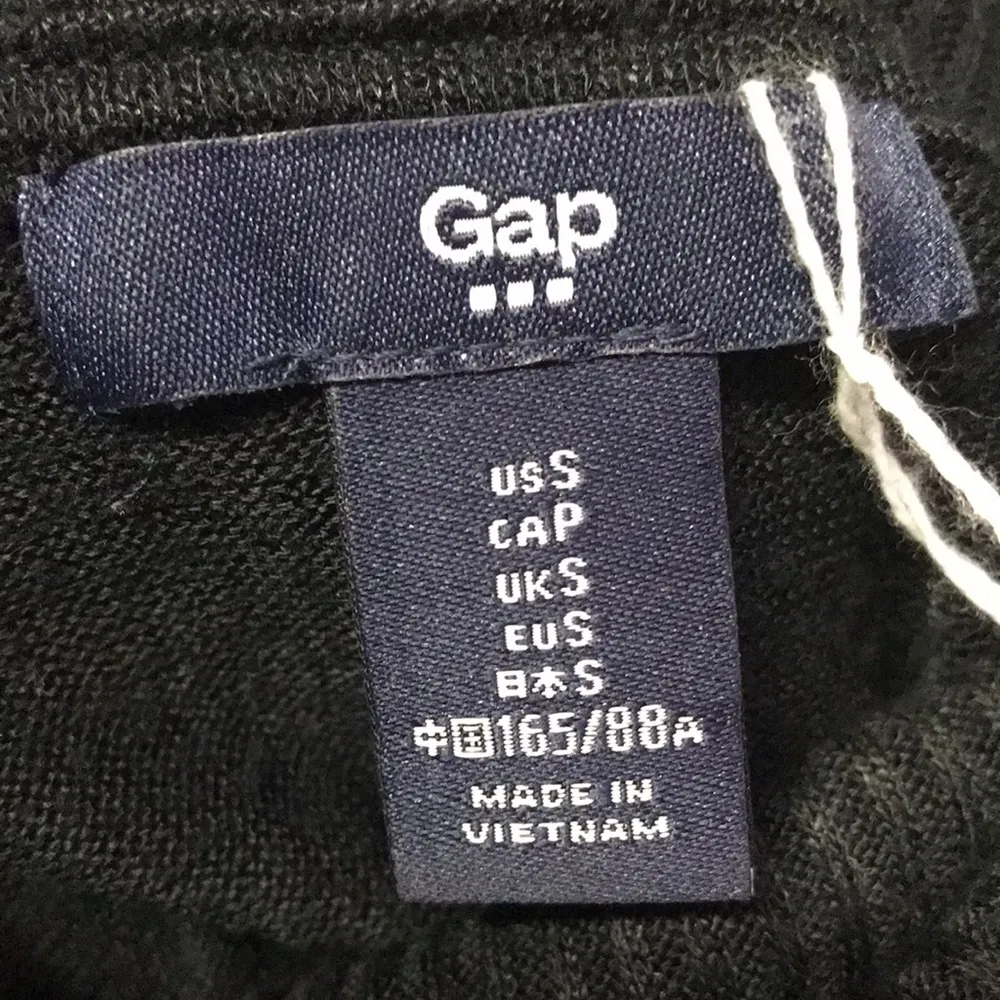 Gap
US S
CA P
UK S
EU S
日本 S
中国 165/88A
MADE IN
VIETNAM